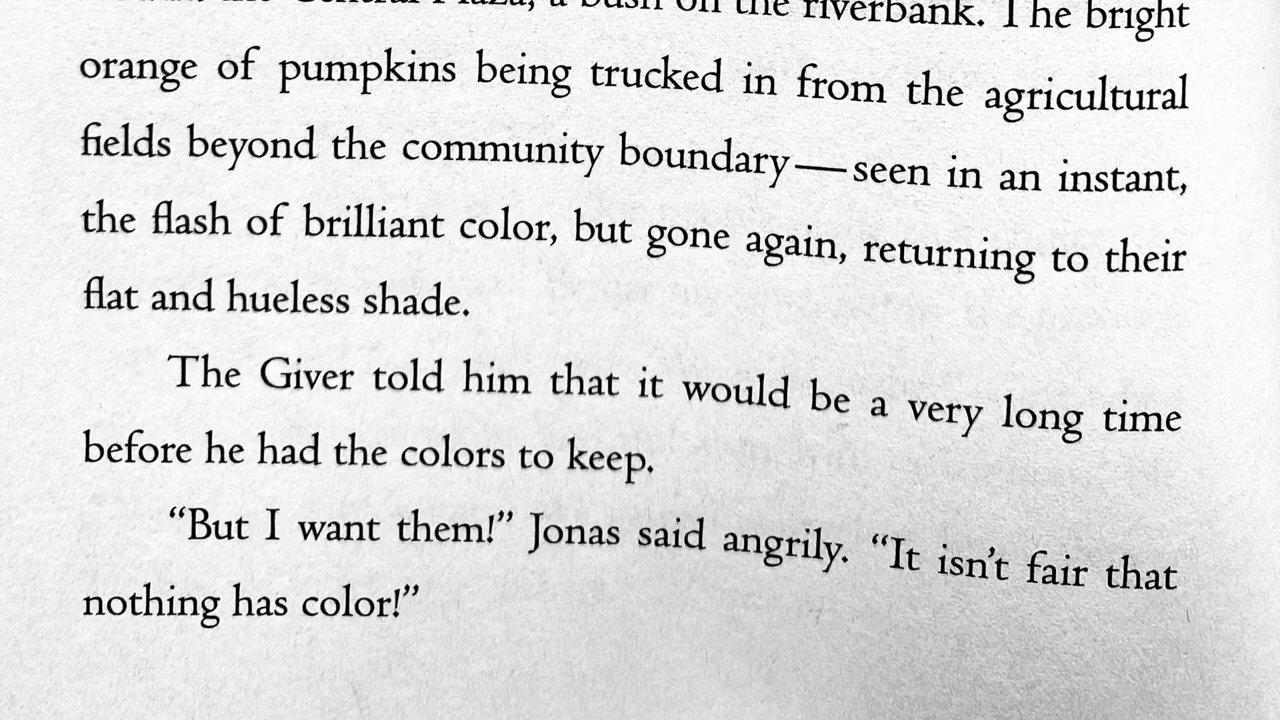 the Central Plaza, a bush on the riverbank. The bright
orange of pumpkins being trucked in from the agricultural
fields beyond the community boundary—seen in an instant,
the flash of brilliant color, but gone again, returning to their
flat and hueless shade.
The Giver told him that it would be a very long time
before he had the colors to keep.
“But I want them!” Jonas said angrily. “It isn’t fair that
nothing has color!”